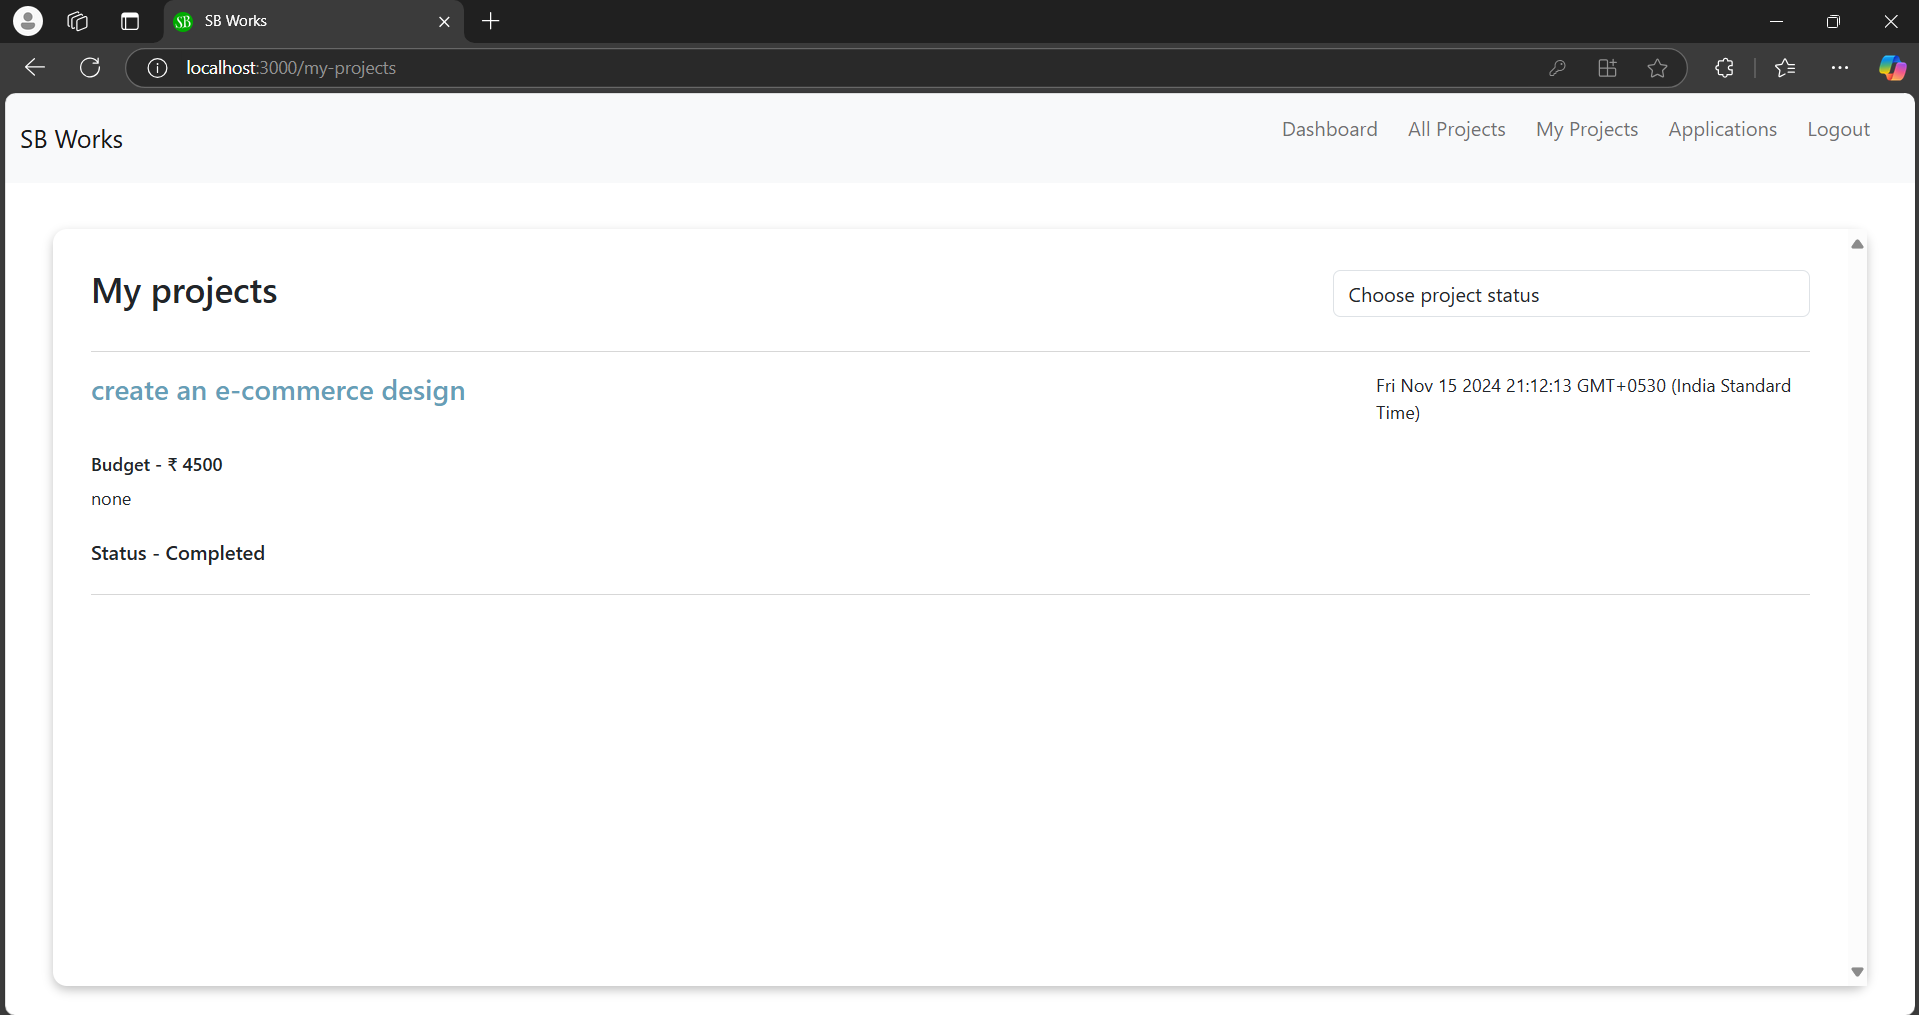 SB Works
localhost:3000/my-projects
SB Works
Dashboard
All Projects
My Projects
Applications
Logout
My projects
Choose project status
create an e-commerce design
Fri Nov 15 2024 21:12:13 GMT+0530 (India Standard
Time)
Budget - ₹ 4500
none
Status - Completed